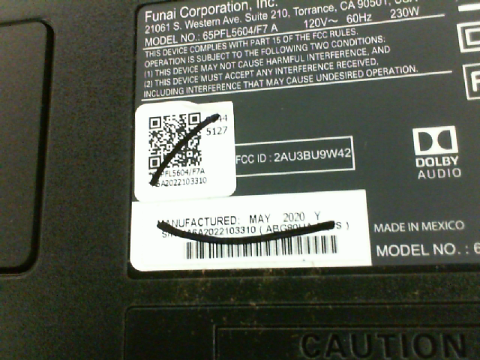 Funai Corporation, Inc.
21061 S. Western Ave. Suite 210, Torrance, CA 90501, USA
MODEL NO.: 65PFL5604/F7 A 120V~ 60Hz 230W
THIS DEVICE COMPLIES WITH PART 15 OF THE FCC RULES.
OPERATION IS SUBJECT TO THE FOLLOWING TWO CONDITIONS:
(1) THIS DEVICE MAY NOT CAUSE HARMFUL INTERFERENCE, AND
(2) THIS DEVICE MUST ACCEPT ANY INTERFERENCE RECEIVED,
INCLUDING INTERFERENCE THAT MAY CAUSE UNDESIRED OPERATION.
5127
PFL5604/F7A
SA2022103310
FCC ID : 2AU3BU9W42
DOLBY
AUDIO
MANUFACTURED: MAY 2020 Y
MADE IN MEXICO
MODEL NO. : 6
CAUTION